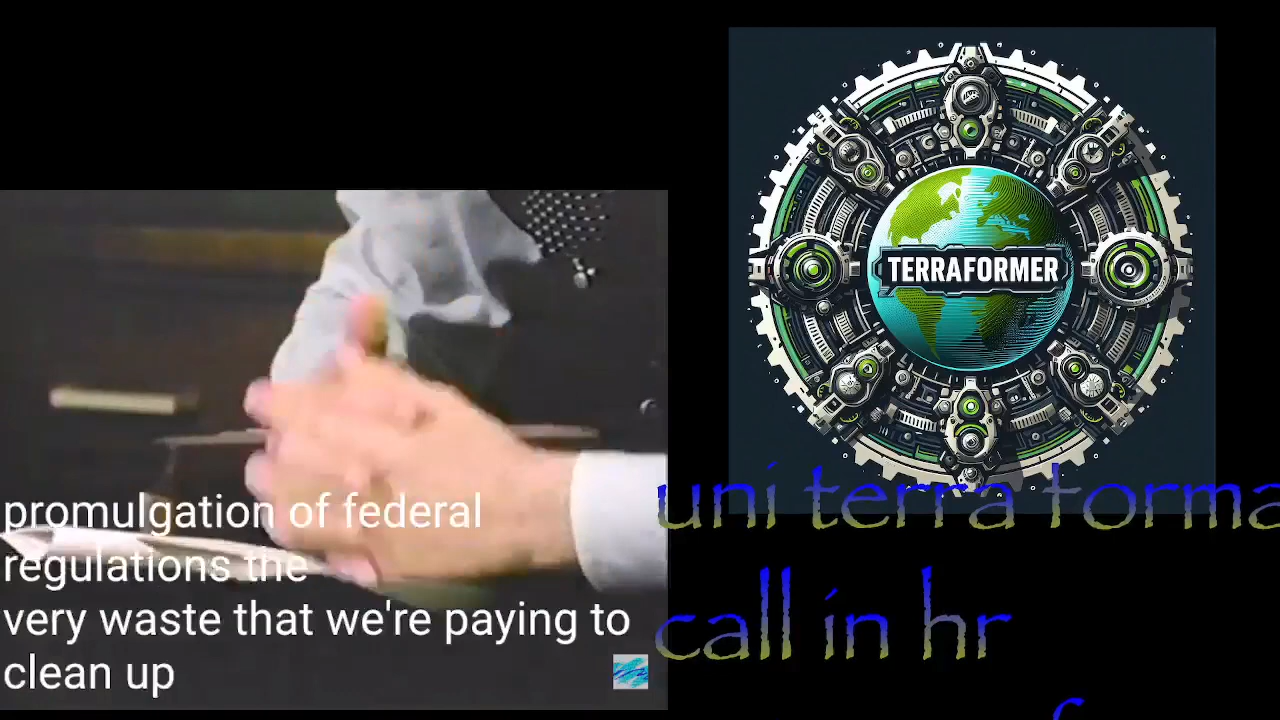 TERRAFORMER
promulgation of federal
regulations the
very waste that we're paying to
clean up
uni terra forma
call in hr